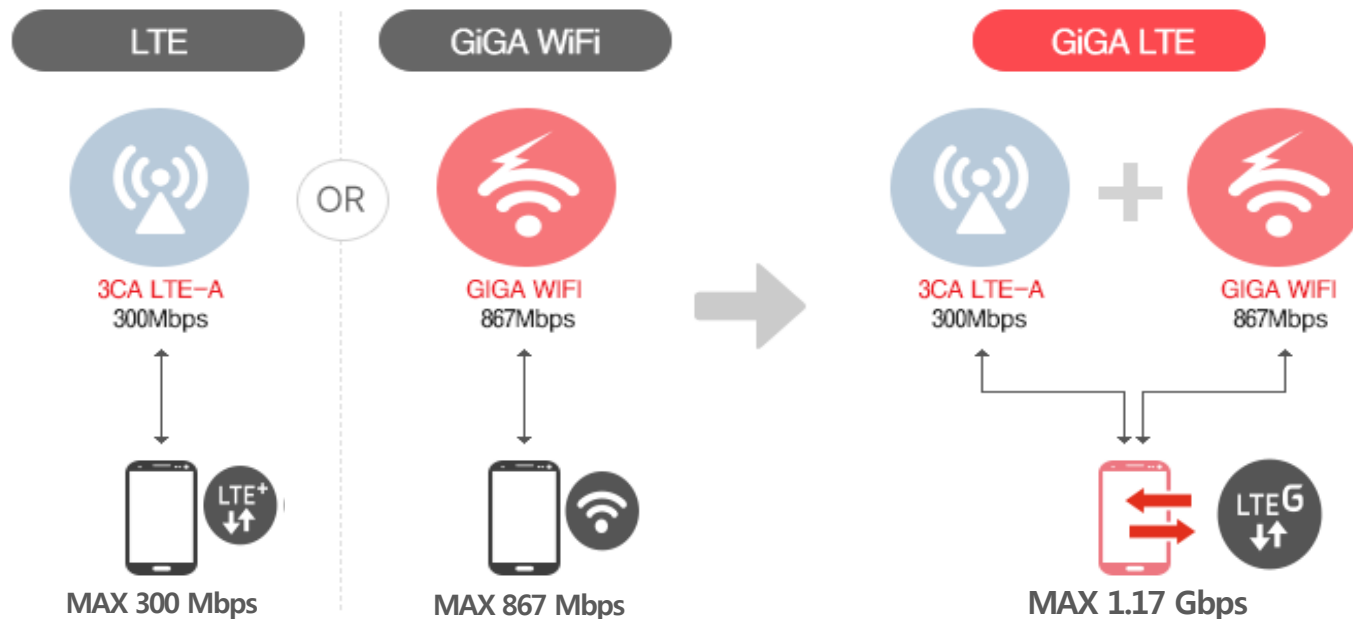 LTE
GiGA WiFi
GiGA LTE
OR
3CA LTE-A
300Mbps
GIGA WIFI
867Mbps
3CA LTE-A
300Mbps
GIGA WIFI
867Mbps
LTE+
LTE G
MAX 300 Mbps
MAX 867 Mbps
MAX 1.17 Gbps